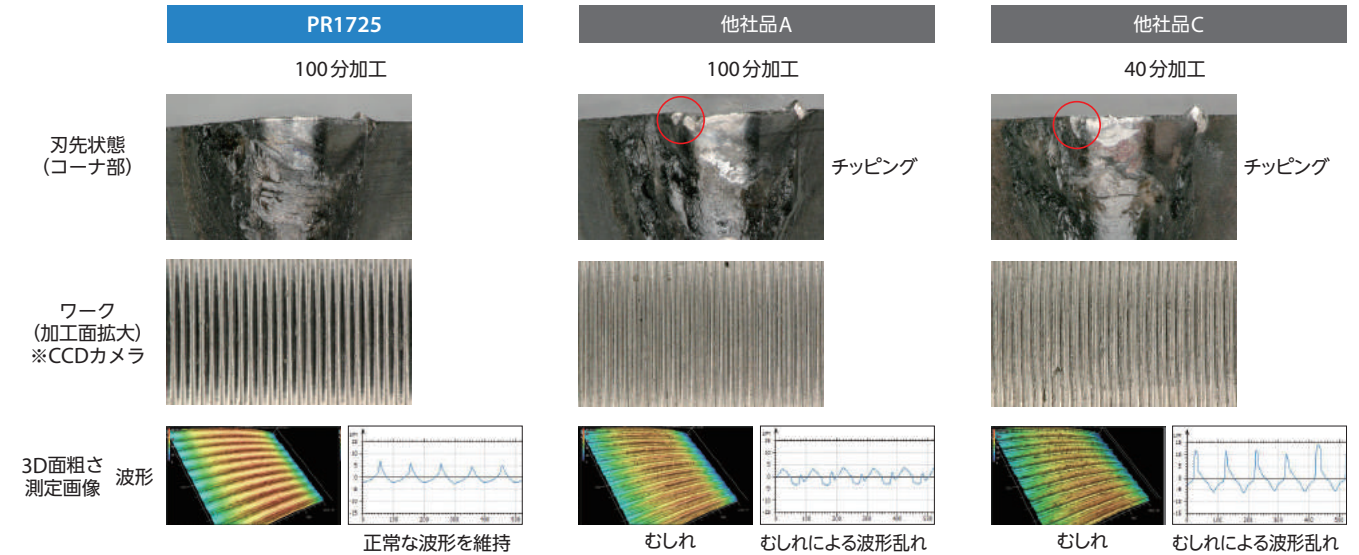 PR1725
他社品A
他社品C
100分加工
100分加工
40分加工
刃先状態
(コーナ部)
チッピング
チッピング
ワーク
(加工面拡大)
※CCDカメラ
3D面粗さ
測定画像
波形
正常な波形を維持
むしれ
むしれによる波形乱れ
むしれ
むしれによる波形乱れ